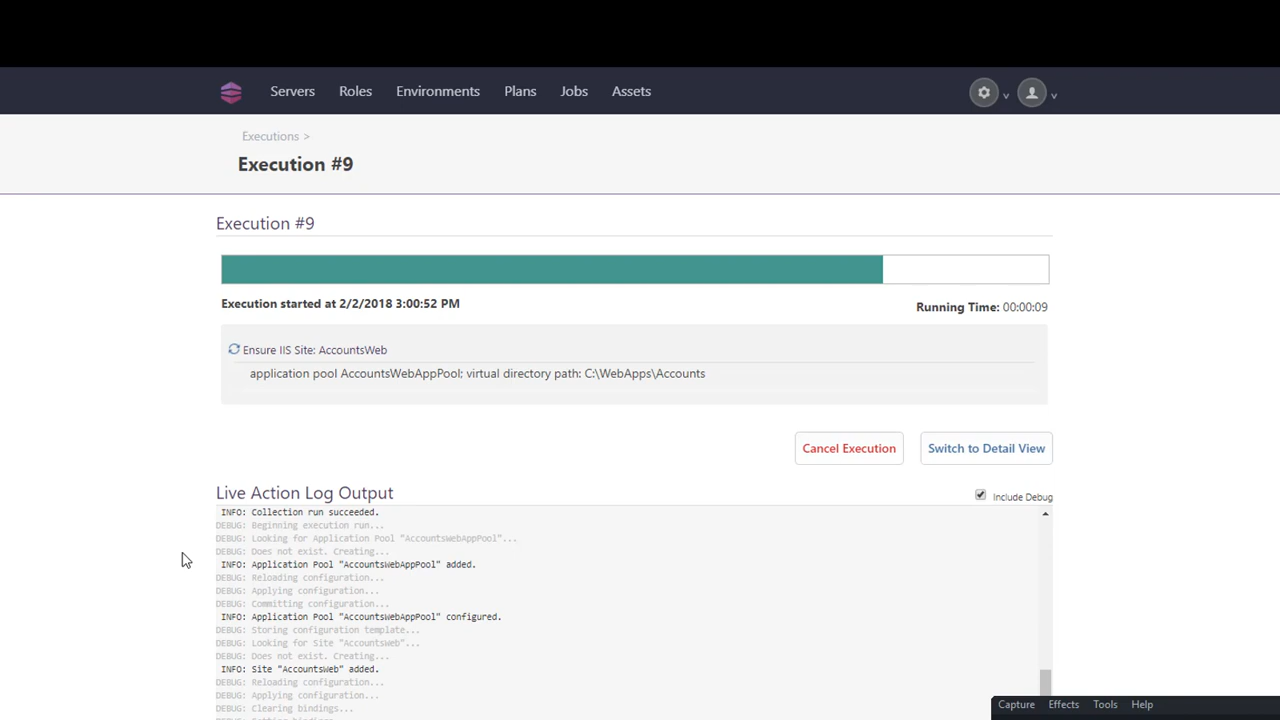 Servers Roles Environments Plans Jobs Assets
Executions >
Execution #9
Execution #9
Execution started at 2/2/2018 3:00:52 PM
Running Time: 00:00:09
Ensure IIS Site: AccountsWeb
application pool AccountsWebAppPool; virtual directory path: C:\WebApps\Accounts
Cancel Execution Switch to Detail View
Live Action Log Output
Include Debug
INFO: Collection run succeeded.
DEBUG: Beginning execution run...
DEBUG: Looking for Application Pool "AccountsWebAppPool"...
DEBUG: Does not exist. Creating...
INFO: Application Pool "AccountsWebAppPool" added.
DEBUG: Reloading configuration...
DEBUG: Applying configuration...
DEBUG: Committing configuration...
INFO: Application Pool "AccountsWebAppPool" configured.
DEBUG: Storing configuration template...
DEBUG: Looking for Site "AccountsWeb"...
DEBUG: Does not exist. Creating...
INFO: Site "AccountsWeb" added.
DEBUG: Reloading configuration...
DEBUG: Applying configuration...
DEBUG: Clearing bindings...
DEBUG: Setting bindings...
Capture Effects Tools Help